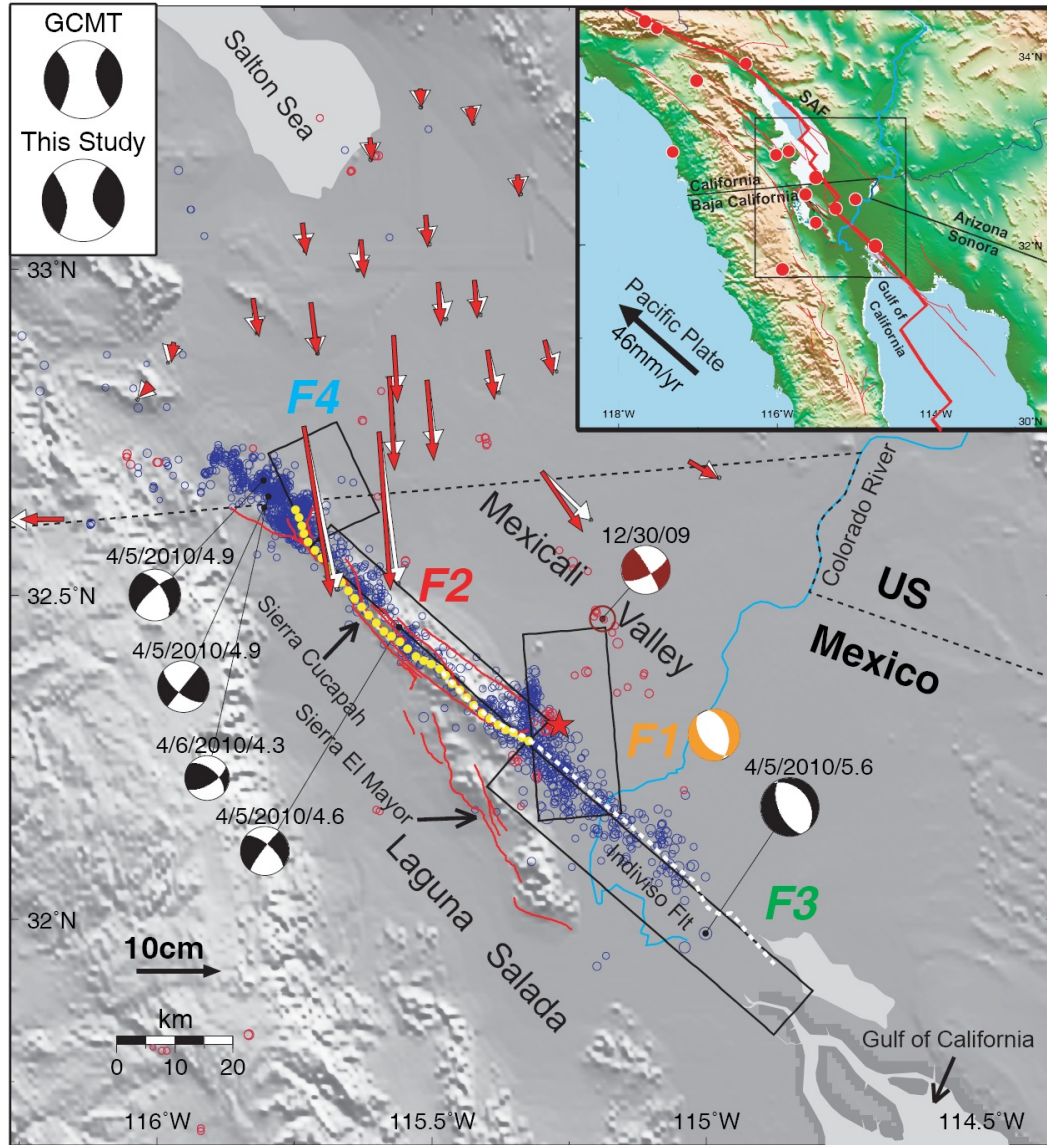 GCMT
This Study
Salton Sea
33°N
32.5°N
32°N
116°W
115.5°W
115°W
114.5°W
F4
F2
F1
F3
4/5/2010/4.9
4/5/2010/4.9
4/6/2010/4.3
4/5/2010/4.6
12/30/09
4/5/2010/5.6
Sierra Cucapah
Sierra El Mayor
Laguna Salada
Mexicali Valley
Indiviso Flt
Colorado River
US
Mexico
10cm
km
0 10 20
Gulf of California
SAF
California
Baja California
Arizona
Sonora
Gulf of
California
Pacific Plate
46mm/yr
34°N
32°N
30°N
118°W
116°W
114°W